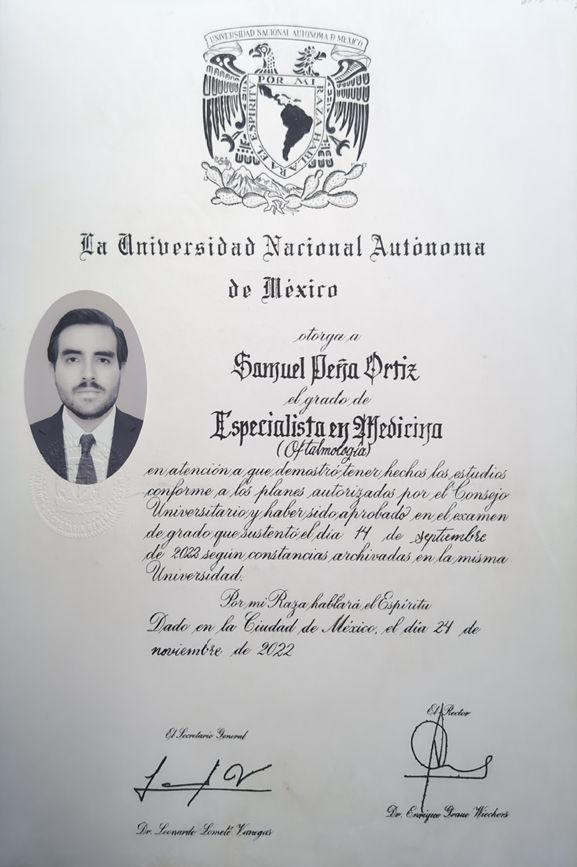 UNIVERSIDAD NACIONAL AUTONOMA D MEXICO
POR MI RAZA HABLARA EL ESPIRITU
La Universidad Nacional Autónoma
de México
otorga a
Samuel Peña Ortiz
el grado de
Especialista en Medicina
(Oftalmología)
en atención a que demostró tener hechos los estudios
conforme a los planes autorizados por el Consejo
Universitario y haber sido aprobado en el examen
de grado que sustentó el día 14 de septiembre
de 2022 según constancias archivadas en la misma
Universidad.
Por mi Raza hablará el Espíritu
Dado en la Ciudad de México, el día 24 de
noviembre de 2022
El Rector
El Secretario General
Dr. Enrique Graue Wiechers
Dr. Leonardo Lomelí Vanegas